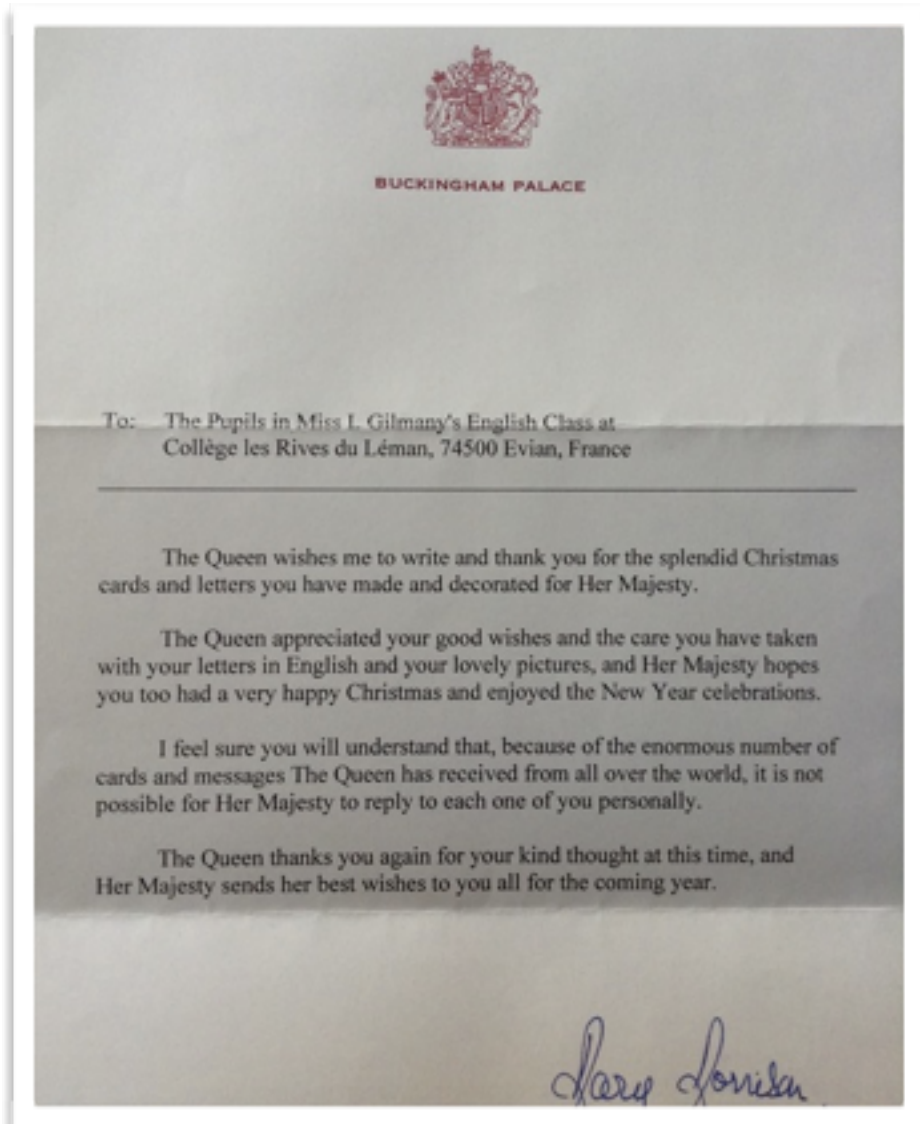 BUCKINGHAM PALACE
To: The Pupils in Miss I. Gilmany's English Class at
Collège les Rives du Léman, 74500 Evian, France
The Queen wishes me to write and thank you for the splendid Christmas
cards and letters you have made and decorated for Her Majesty.
The Queen appreciated your good wishes and the care you have taken
with your letters in English and your lovely pictures, and Her Majesty hopes
you too had a very happy Christmas and enjoyed the New Year celebrations.
I feel sure you will understand that, because of the enormous number of
cards and messages The Queen has received from all over the world, it is not
possible for Her Majesty to reply to each one of you personally.
The Queen thanks you again for your kind thought at this time, and
Her Majesty sends her best wishes to you all for the coming year.
Mary Morrison